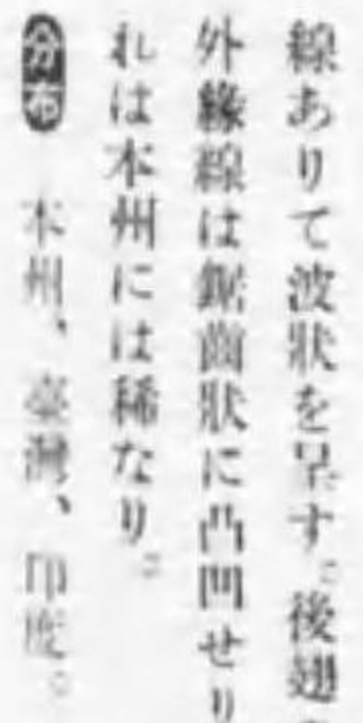 線ありて波狀を呈す。後翅
外緣線は鋸齒狀に凸凹せり
れは本州には稀なり。
分布 本州、臺灣、印度。